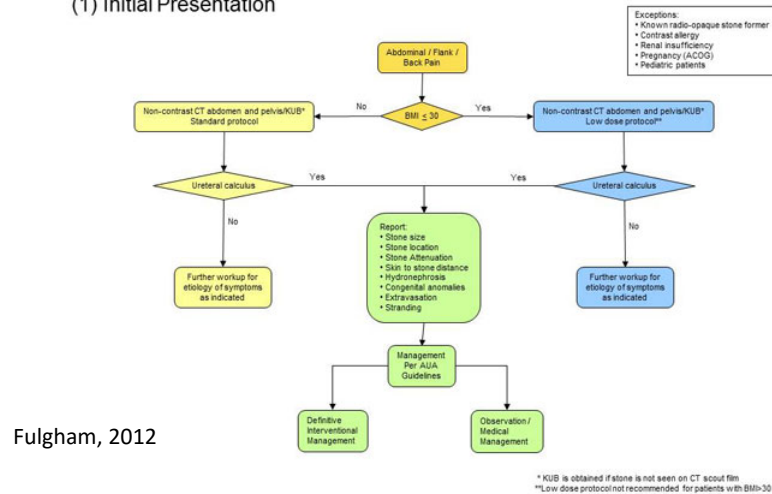 (1) Initial Presentation
Exceptions:
• Known radio-opaque stone former
• Contrast allergy
• Renal insufficiency
• Pregnancy (ACOG)
• Pediatric patients
Abdominal / Flank /
Back Pain
Non-contrast CT abdomen and pelvis/KUB*
Standard protocol
No
BMI ≤ 30
Yes
Non-contrast CT abdomen and pelvis/KUB*
Low dose protocol**
Ureteral calculus
Yes
Yes
Ureteral calculus
No
No
Report:
• Stone size
• Stone location
• Stone Attenuation
• Skin to stone distance
• Hydronephrosis
• Congenital anomalies
• Extravasation
• Stranding
Further workup for
etiology of symptoms
as indicated
Further workup for
etiology of symptoms
as indicated
Management
Per AUA
Guidelines
Definitive
Interventional
Management
Observation /
Medical
Management
Fulgham, 2012
* KUB is obtained if stone is not seen on CT scout film
**Low dose protocol not recommended for patients with BMI>30